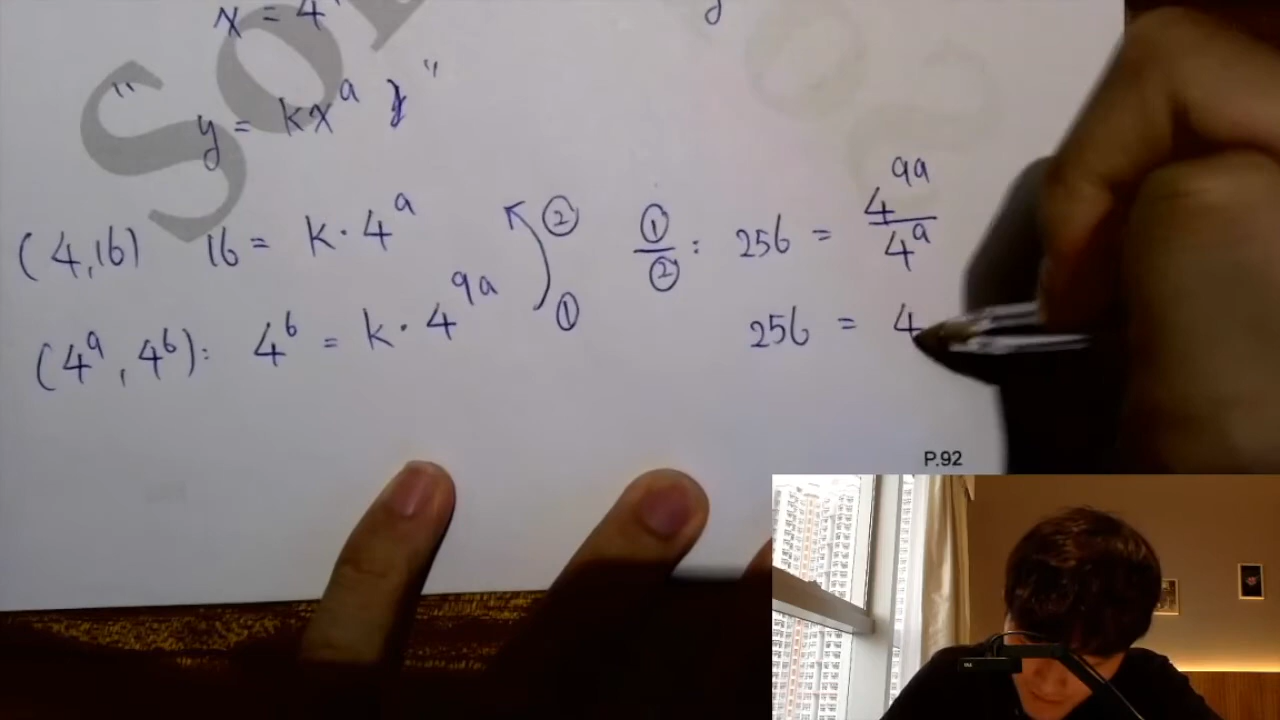 x = 4
" y = kx^a "
(4,16) 16 = k · 4^a ②
(4^9, 4^6): 4^6 = k · 4^9a ①
①/② : 256 = 4^9a/4^a
256 = 4
P.92
SOL